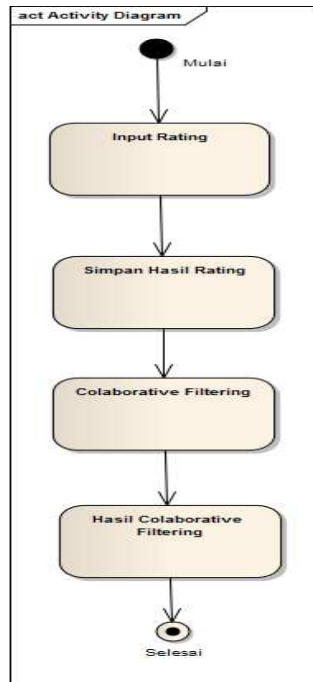 act Activity Diagram
Mulai
Input Rating
Simpan Hasil Rating
Colaborative Filtering
Hasil Colaborative
Filtering
Selesai